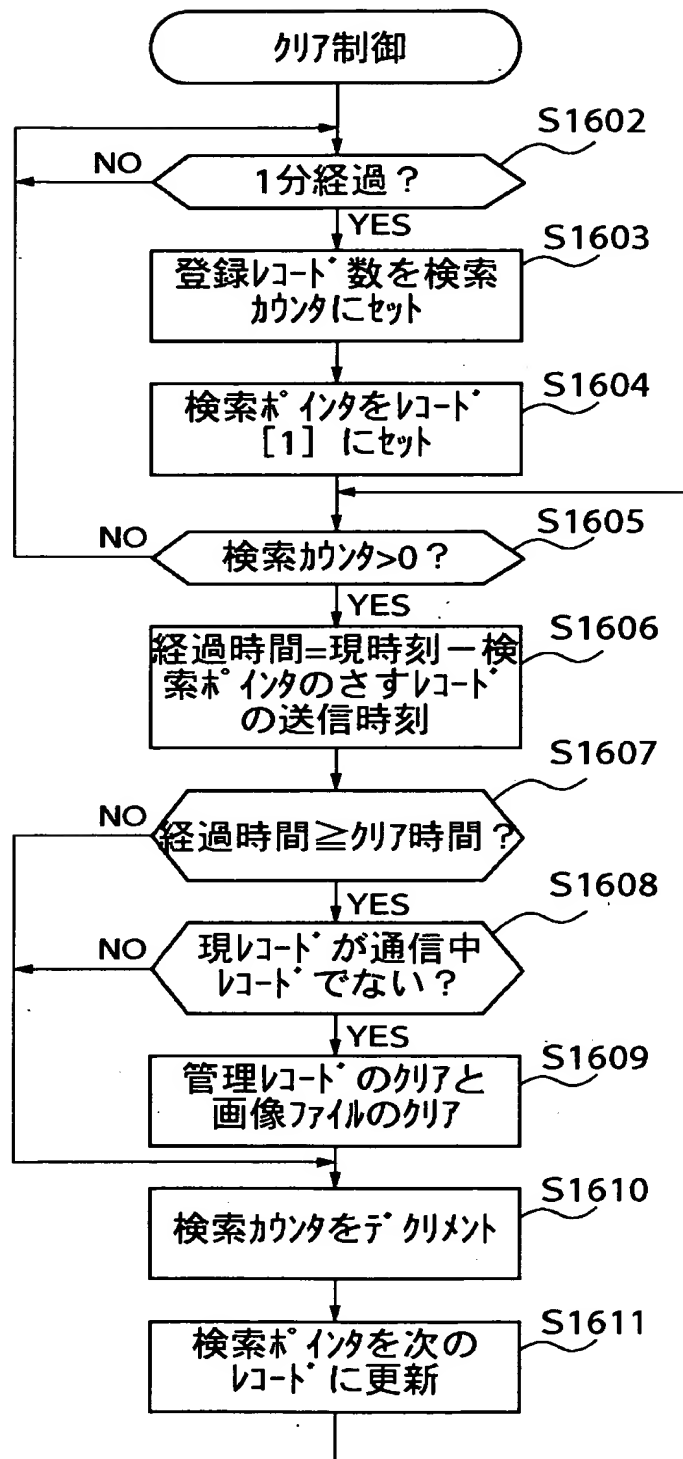 ｸﾘｱ制御
S1602
NO
1分経過?
YES
S1603
登録ﾚｺｰﾄﾞ数を検索
ｶｳﾝﾀにｾｯﾄ
S1604
検索ﾎﾟｲﾝﾀをﾚｺｰﾄﾞ
[1] にｾｯﾄ
S1605
NO
検索ｶｳﾝﾀ>0?
YES
S1606
経過時間=現時刻－検
索ﾎﾟｲﾝﾀのさすﾚｺｰﾄﾞ
の送信時刻
S1607
NO
経過時間≧ｸﾘｱ時間?
YES
S1608
NO
現ﾚｺｰﾄﾞが通信中
ﾚｺｰﾄﾞでない?
YES
S1609
管理ﾚｺｰﾄﾞのｸﾘｱと
画像ﾌｧｲﾙのｸﾘｱ
S1610
検索ｶｳﾝﾀをﾃﾞｸﾘﾒﾝﾄ
S1611
検索ﾎﾟｲﾝﾀを次の
ﾚｺｰﾄﾞに更新